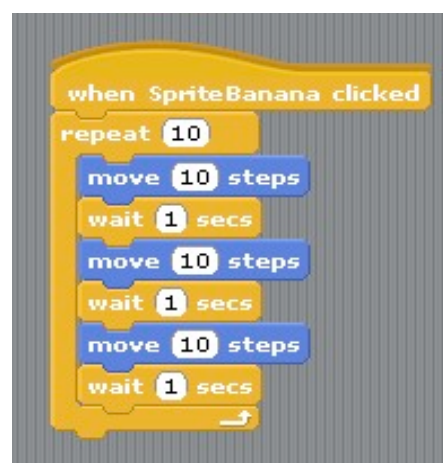 when SpriteBanana clicked
repeat 10
move 10 steps
wait 1 secs
move 10 steps
wait 1 secs
move 10 steps
wait 1 secs